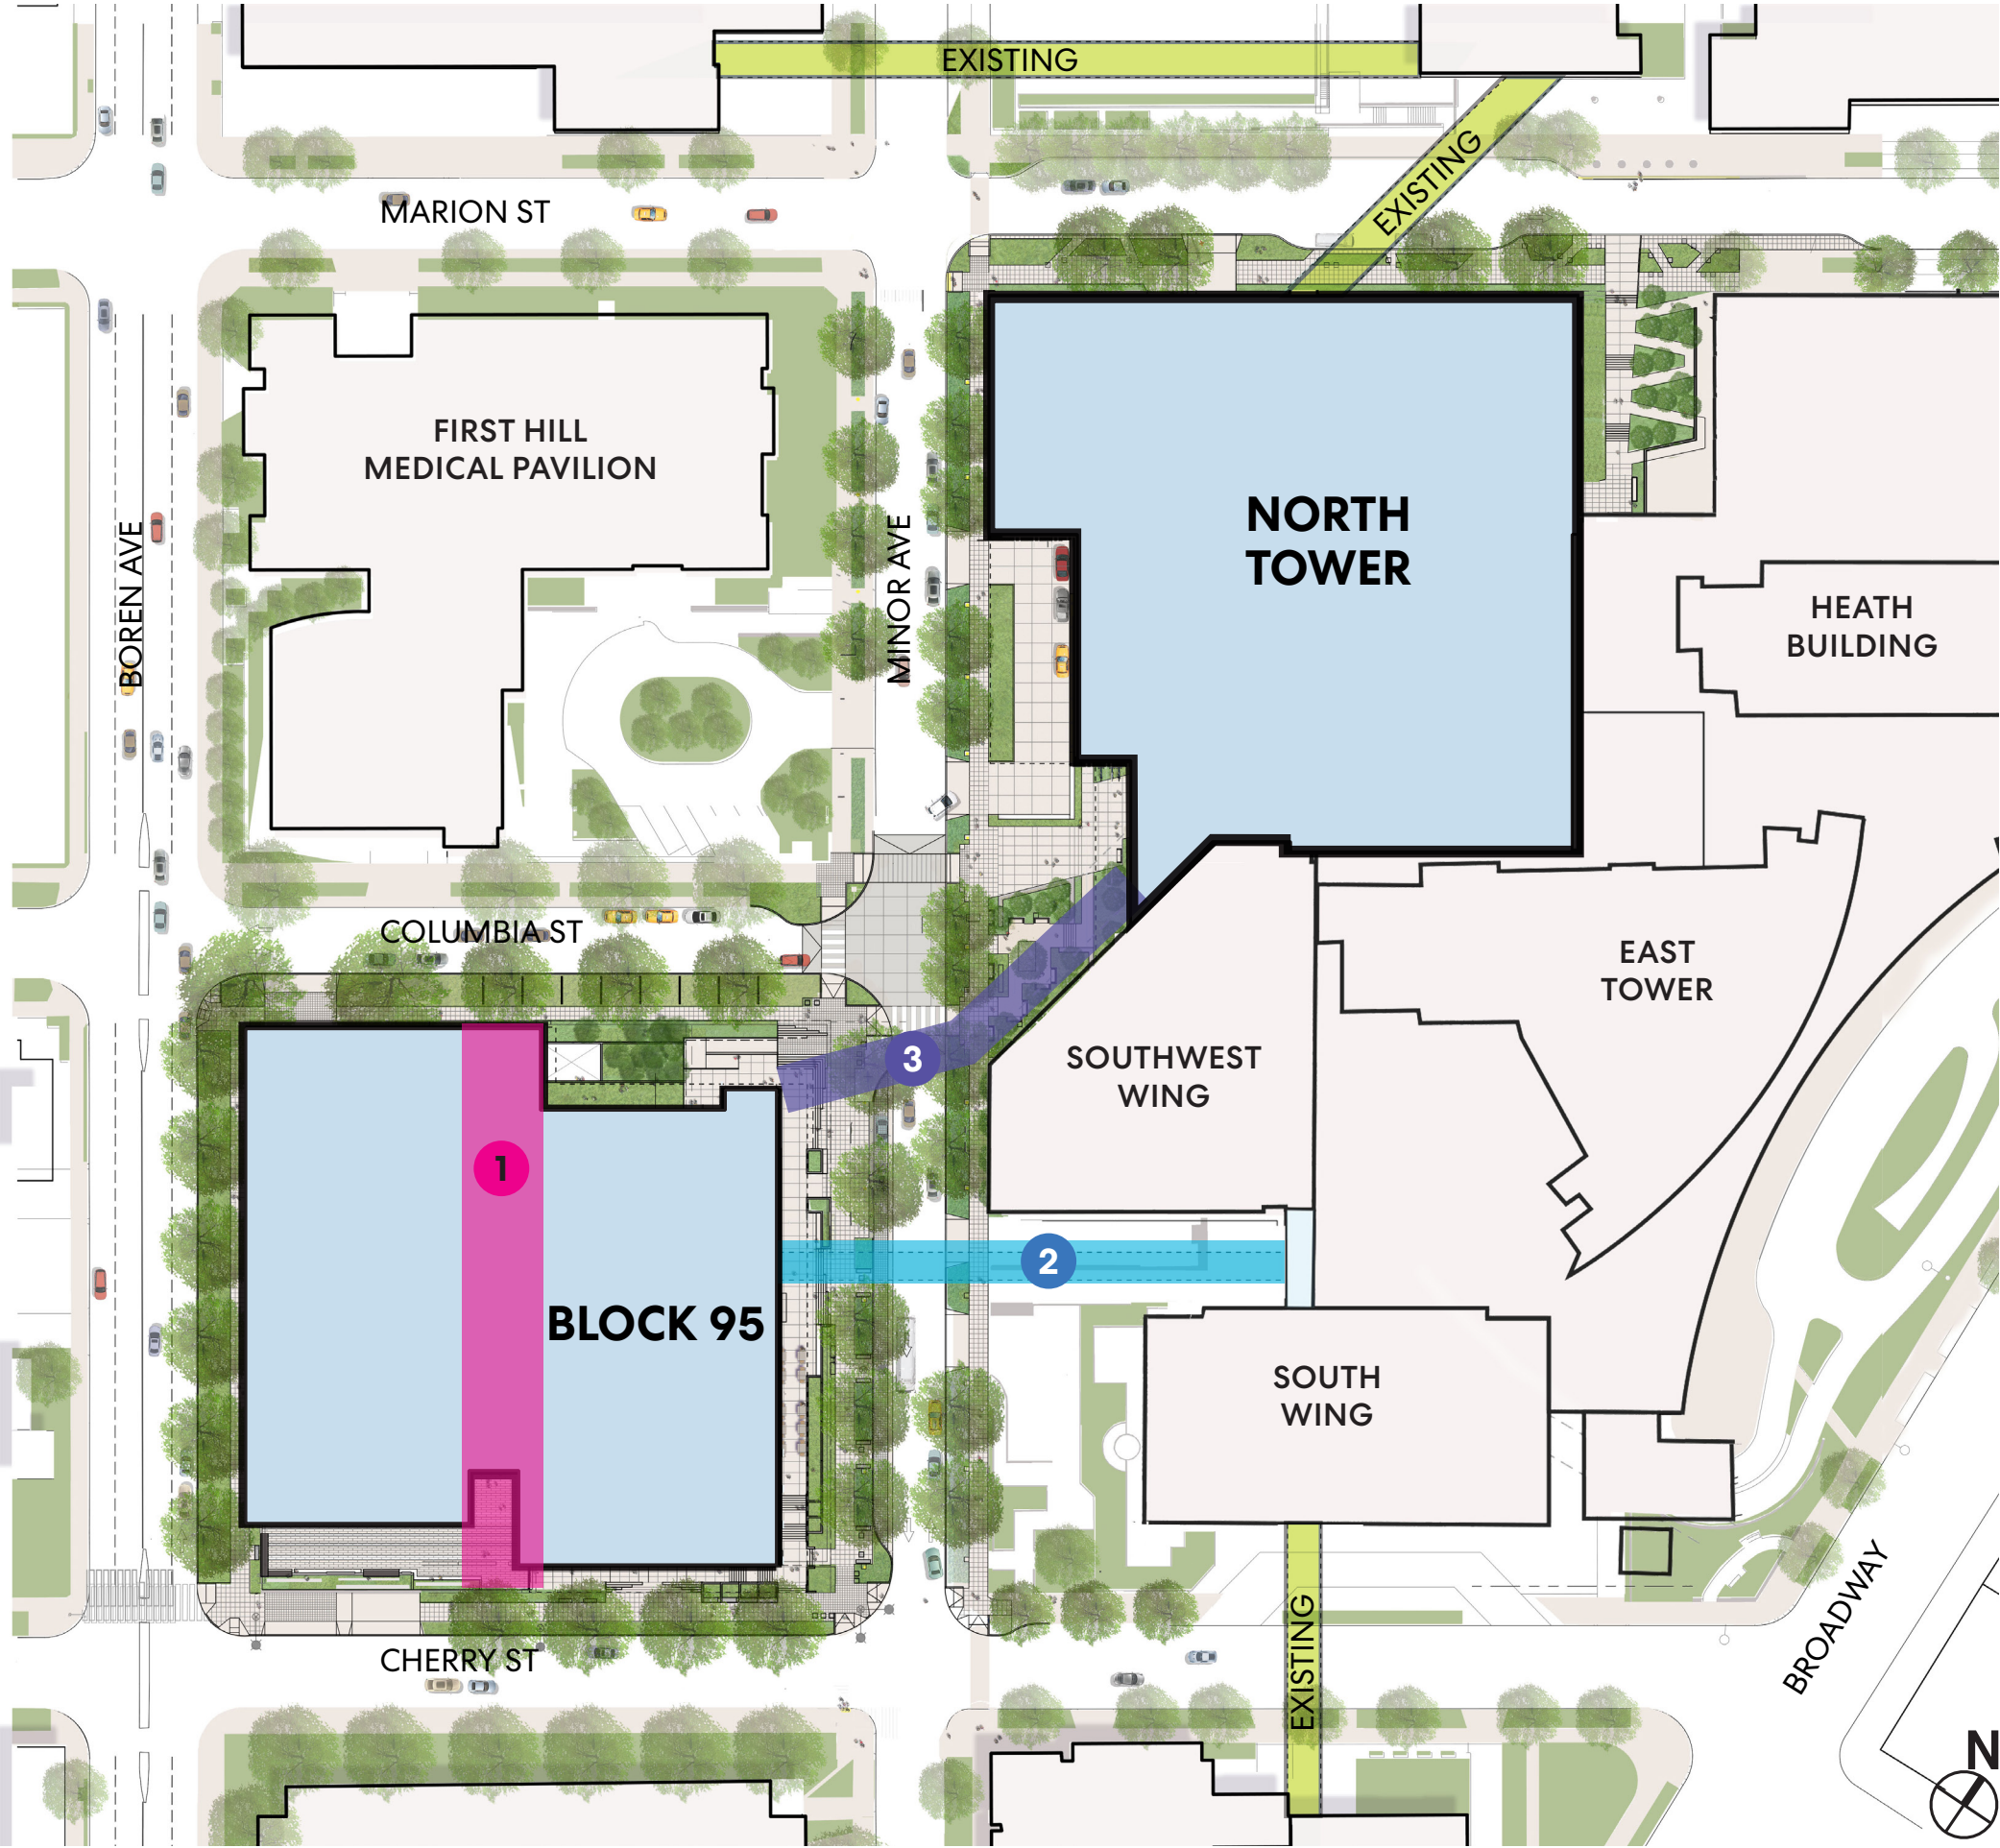 EXISTING
EXISTING
MARION ST
FIRST HILL
MEDICAL PAVILION
NORTH
TOWER
BOREN AVE
MINOR AVE
HEATH
BUILDING
COLUMBIA ST
EAST
TOWER
3
SOUTHWEST
WING
1
2
BLOCK 95
SOUTH
WING
EXISTING
BROADWAY
CHERRY ST
N